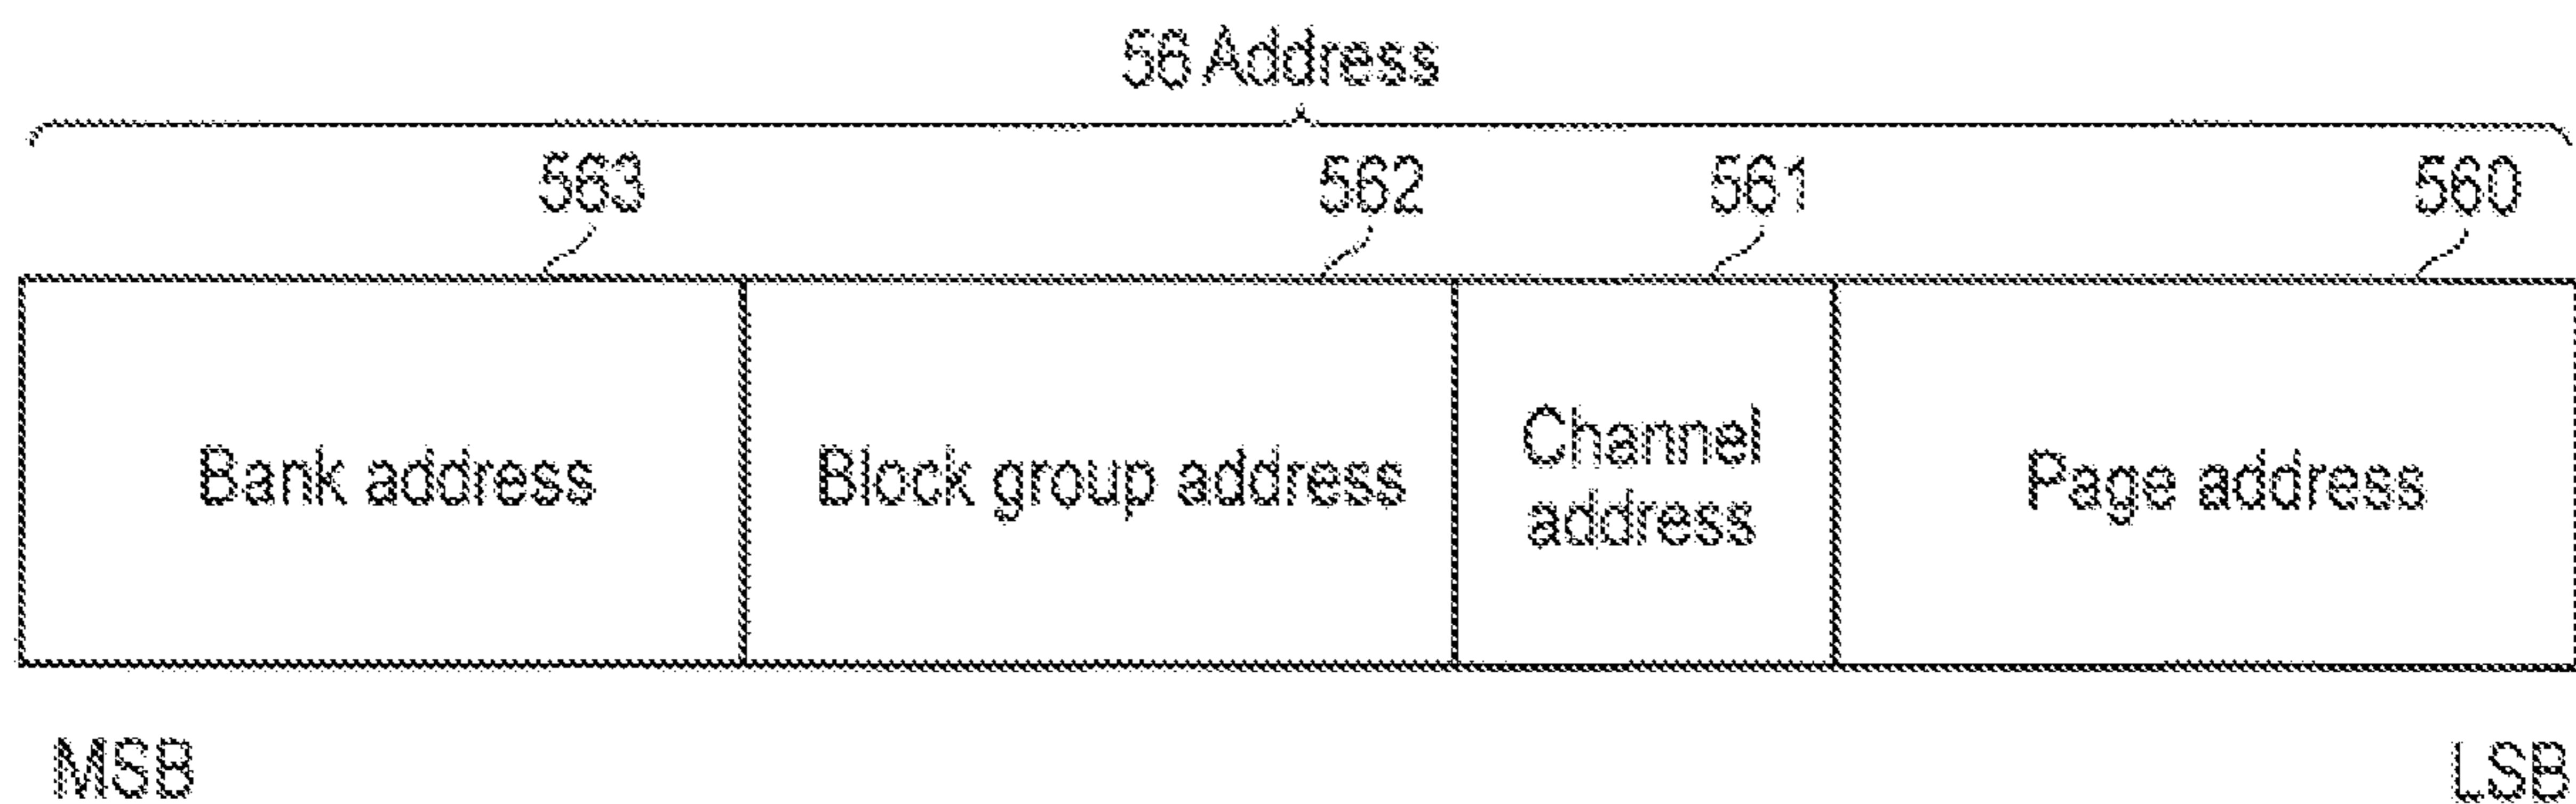 56 Address
563 562 561 560
Bank address
Block group address
Channel
address
Page address
MSB LSB